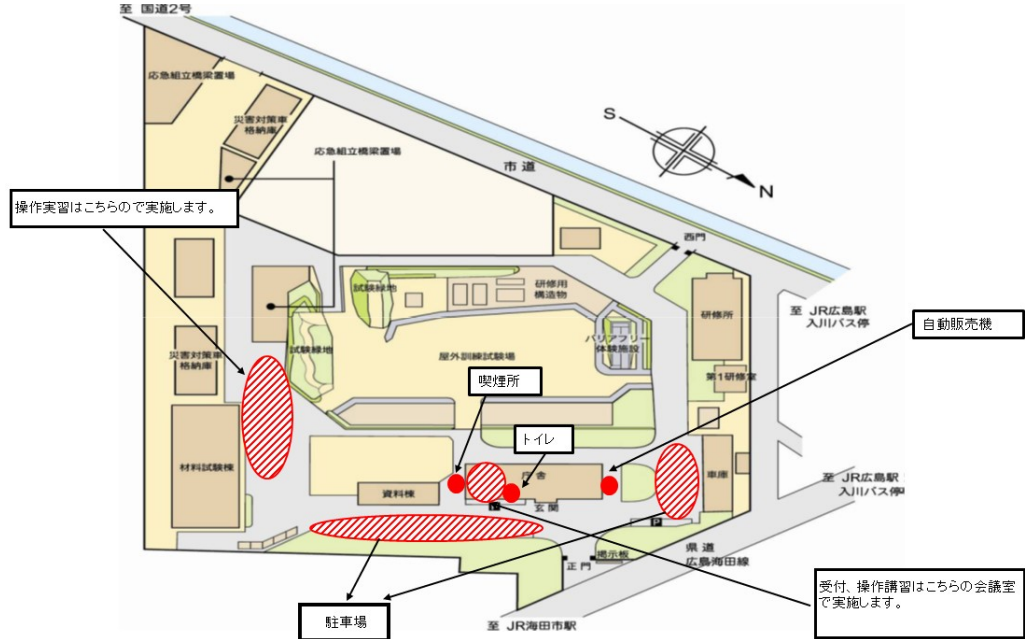 至 国道2号
応急組立橋梁置場
災害対策車
格納庫
応急組立橋梁置場
市 道
S
N
操作実習はこちらので実施します。
西門
試験緑地
研修用
構造物
研修所
至 JR広島駅
入川バス停
自動販売機
試験緑地
バリアフリー
体験施設
屋外訓練試験場
災害対策車
格納庫
喫煙所
第1研修室
トイレ
材料試験棟
資料棟
庁舎
車庫
至 JR広島駅
入川バス停
玄関
P
掲示板
県 道
広島海田線
正門
駐車場
受付、操作講習はこちらの会議室
で実施します。
至 JR海田市駅